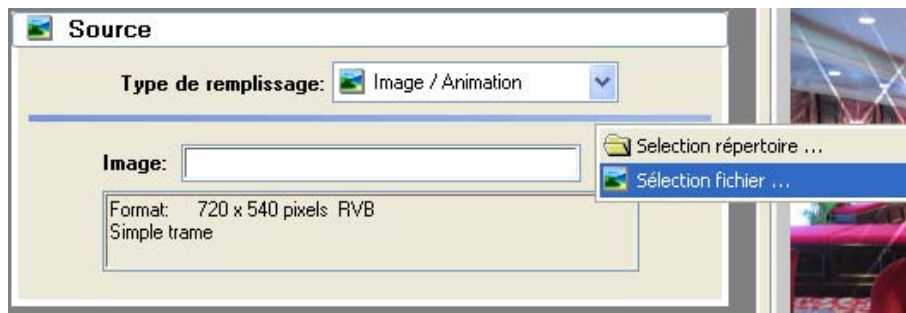 Source
Type de remplissage: Image / Animation
Selection répertoire ...
Image:
Sélection fichier ...
Format: 720 x 540 pixels RVB
Simple trame